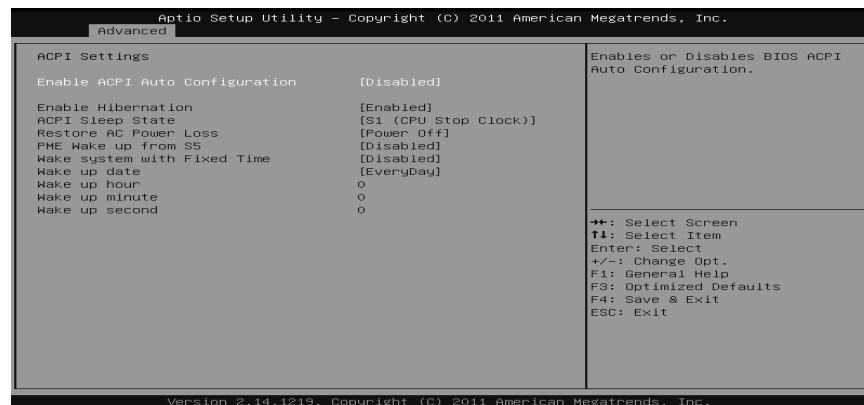 Aptio Setup Utility – Copyright (C) 2011 American Megatrends, Inc.
Advanced
ACPI Settings
Enable ACPI Auto Configuration [Disabled]
Enable Hibernation [Enabled]
ACPI Sleep State [S1 (CPU Stop Clock)]
Restore AC Power Loss [Power Off]
PME Wake up from S5 [Disabled]
Wake system with Fixed Time [Disabled]
Wake up date [EveryDay]
Wake up hour 0
Wake up minute 0
Wake up second 0
Enables or Disables BIOS ACPI
Auto Configuration.
→←: Select Screen
↑↓: Select Item
Enter: Select
+/-: Change Opt.
F1: General Help
F3: Optimized Defaults
F4: Save & Exit
ESC: Exit
Version 2.14.1219. Copyright (C) 2011 American Megatrends, Inc.